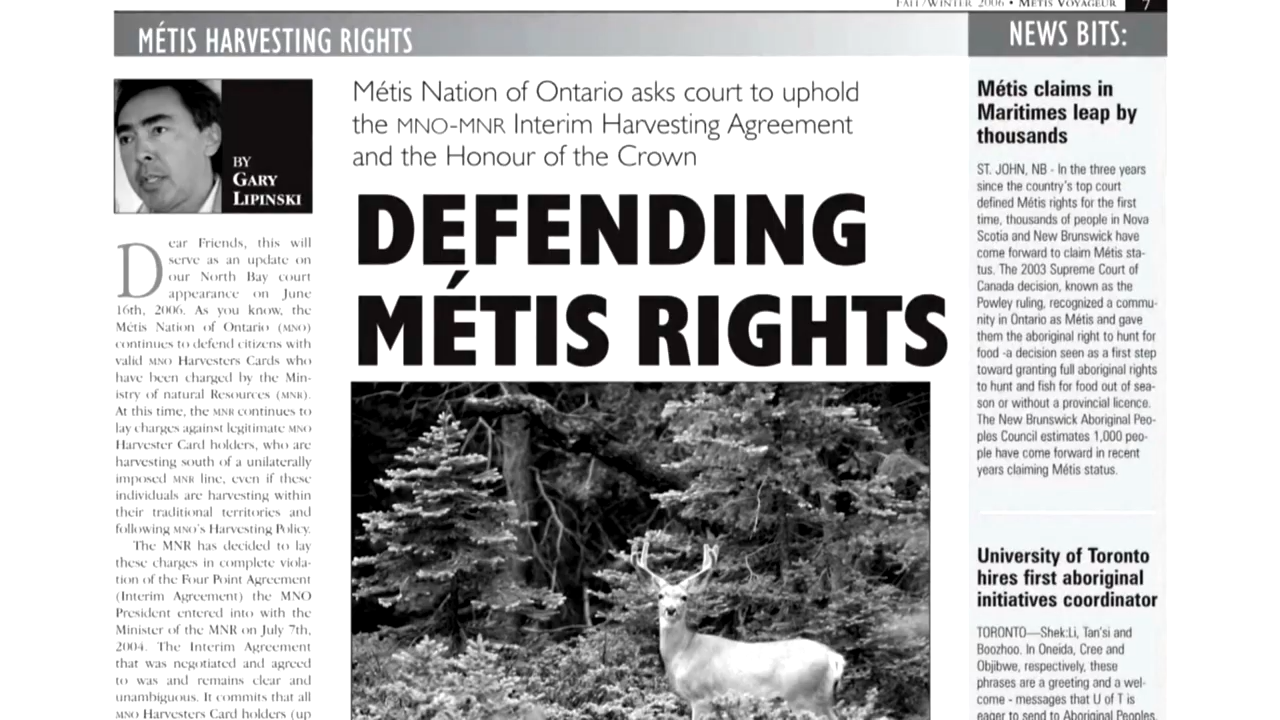 FALL/WINTER 2006 • MÉTIS VOYAGEUR 7
MÉTIS HARVESTING RIGHTS
NEWS BITS:
BY
GARY
LIPINSKI
Dear Friends, this will
serve as an update on
our North Bay court
appearance on June
16th, 2006. As you know, the
Métis Nation of Ontario (MNO)
continues to defend citizens with
valid MNO Harvesters Cards who
have been charged by the Min-
istry of natural Resources (MNR).
At this time, the MNR continues to
lay charges against legitimate MNO
Harvester Card holders, who are
harvesting south of a unilaterally
imposed MNR line, even if these
individuals are harvesting within
their traditional territories and
following MNO's Harvesting Policy.
The MNR has decided to lay
these charges in complete viola-
tion of the Four Point Agreement
(Interim Agreement) the MNO
President entered into with the
Minister of the MNR on July 7th,
2004. The Interim Agreement
that was negotiated and agreed
to was and remains clear and
unambiguous. It commits that all
MNO Harvesters Card holders (up
Métis Nation of Ontario asks court to uphold
the MNO-MNR Interim Harvesting Agreement
and the Honour of the Crown
DEFENDING
MÉTIS RIGHTS
Métis claims in
Maritimes leap by
thousands
ST. JOHN, NB - In the three years
since the country's top court
defined Métis rights for the first
time, thousands of people in Nova
Scotia and New Brunswick have
come forward to claim Métis sta-
tus. The 2003 Supreme Court of
Canada decision, known as the
Powley ruling, recognized a commu-
nity in Ontario as Métis and gave
them the aboriginal right to hunt for
food -a decision seen as a first step
toward granting full aboriginal rights
to hunt and fish for food out of sea-
son or without a provincial licence.
The New Brunswick Aboriginal Peo-
ples Council estimates 1,000 peo-
ple have come forward in recent
years claiming Métis status.
University of Toronto
hires first aboriginal
initiatives coordinator
TORONTO—Shek:Li, Tan'si and
Boozhoo. In Oneida, Cree and
Objibwe, respectively, these
phrases are a greeting and a wel-
come - messages that U of T is
eager to send to Aboriginal Peoples.